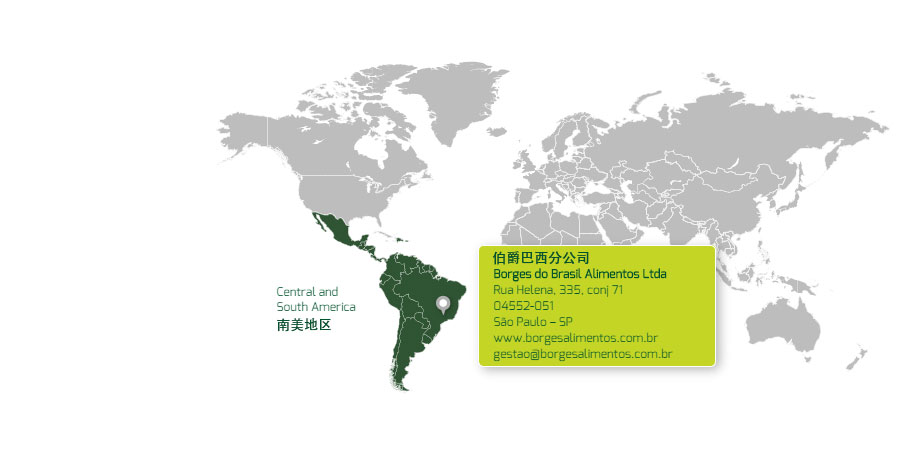 Central and
South America
南美地区
伯爵巴西分公司
Borges do Brasil Alimentos Ltda
Rua Helena, 335, conj 71
04552-051
São Paulo – SP
www.borgesalimentos.com.br
gestao@borgesalimentos.com.br